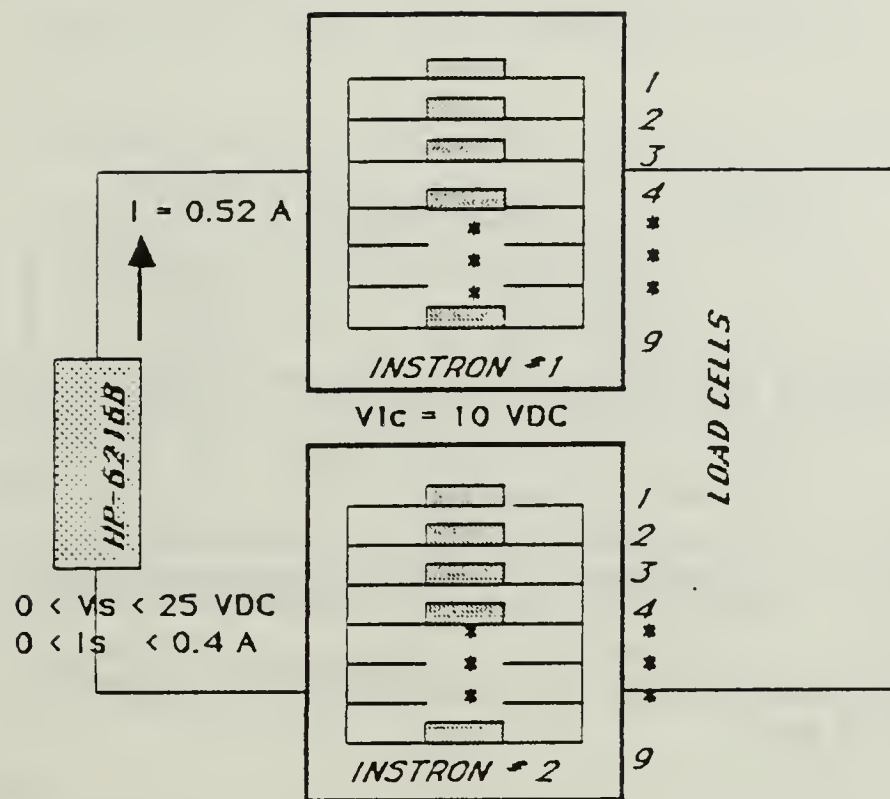 1
2
3
4
*
*
*
9
I = 0.52 A
*
*
*
INSTRON #1
LOAD CELLS
HP-6216B
Vlc = 10 VDC
0 < Vs < 25 VDC
0 < Is < 0.4 A
1
2
3
4
*
*
*
9
*
*
*
INSTRON # 2